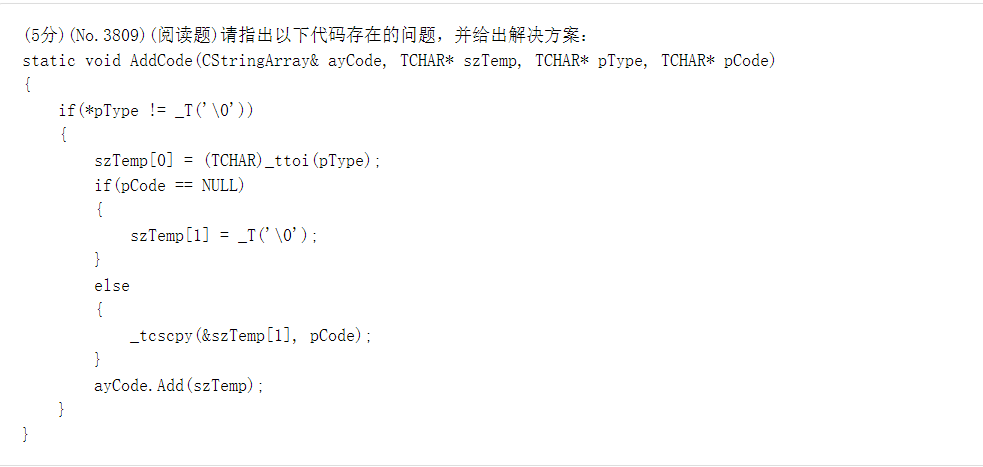 (5分)(No.3809)(阅读题)请指出以下代码存在的问题，并给出解决方案：
static void AddCode(CStringArray& ayCode, TCHAR* szTemp, TCHAR* pType, TCHAR* pCode)
{
    if(*pType != _T('\0'))
    {
        szTemp[0] = (TCHAR)_ttoi(pType);
        if(pCode == NULL)
        {
            szTemp[1] = _T('\0');
        }
        else
        {
            _tcscpy(&szTemp[1], pCode);
        }
        ayCode.Add(szTemp);
    }
}